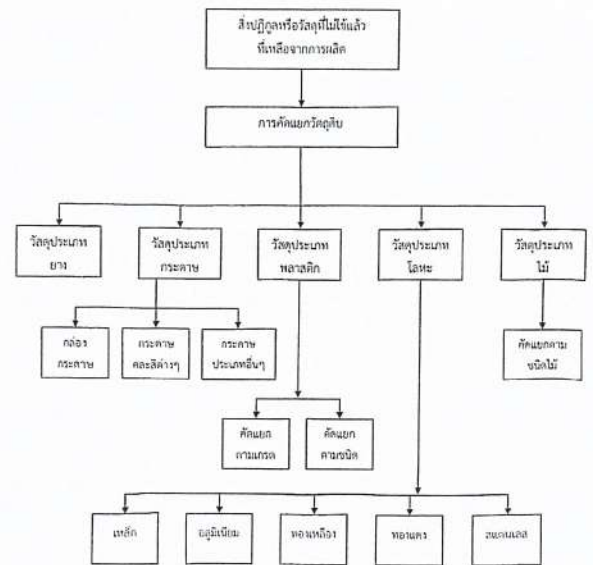 สิ่งปฏิกูลหรือวัสดุที่ไม่ใช้แล้ว
ที่เหลือจากการผลิต
การคัดแยกวัตถุดิบ
วัสดุประเภท
ยาง
วัสดุประเภท
กระดาษ
วัสดุประเภท
พลาสติก
วัสดุประเภท
โลหะ
วัสดุประเภท
ไม้
กล่อง
กระดาษ
กระดาษ
คละสีต่างๆ
กระดาษ
ประเภทอื่นๆ
คัดแยกตาม
ชนิดไม้
คัดแยก
ตามเกรด
คัดแยก
ตามชนิด
เหล็ก
อลูมิเนียม
ทองเหลือง
ทองแดง
สแตนเลส